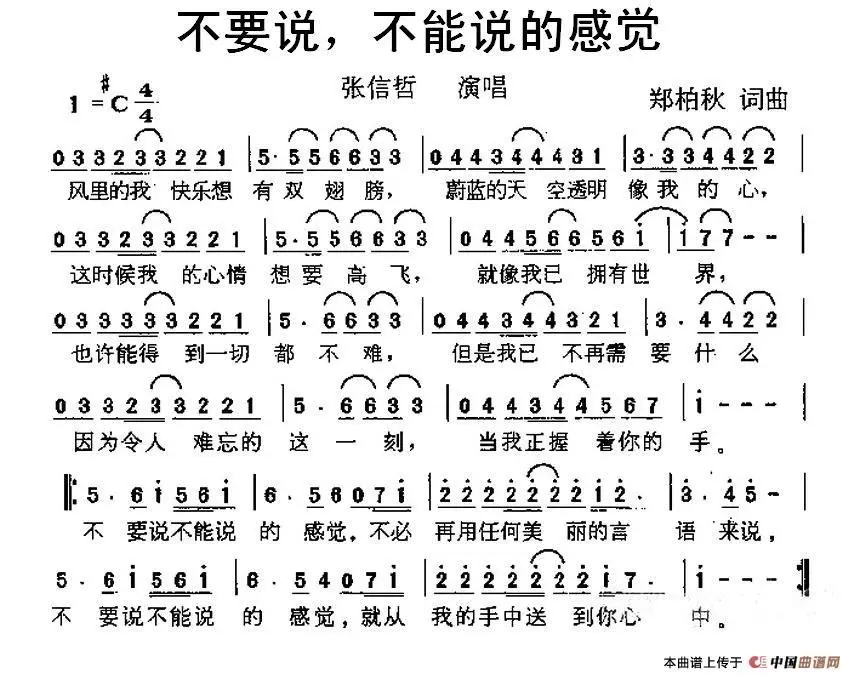 不要说，不能说的感觉
1 = #C 4/4
张信哲 演唱
郑柏秋 词曲
0 3 3 2 3 3 2 2 1 | 5 · 5 5 6 6 3 3 | 0 4 4 3 4 4 4 3 1 | 3 · 3 3 4 4 2 2
风里的我 快乐想 有 双 翅 膀， 蔚蓝的天 空透明 像 我 的 心，
0 3 3 2 3 3 2 2 1 | 5 · 5 5 6 6 3 3 | 0 4 4 5 6 6 5 6 i | i 7 7 - -
这时候我 的心情 想 要 高 飞， 就像我已 拥有世 界，
0 3 3 3 3 3 2 2 1 | 5 · 6 6 3 3 | 0 4 4 3 4 4 3 2 1 | 3 · 4 4 2 2
也许能得 到一切 都 不 难， 但是我已 不再需 要 什 么
0 3 3 2 3 3 2 2 1 | 5 · 6 6 3 3 | 0 4 4 3 4 4 5 6 7 | i - -
因为令人 难忘的 这 一 刻， 当我正握 着你的 手。
5 · 6 i 5 6 i | 6 · 5 6 0 7 i | 2 2 2 2 2 2 i 2 · | 3 · 4 5 -
不 要说不能说 的 感觉，不必 再用任何美 丽的言 语 来说，
5 · 6 i 5 6 i | 6 · 5 4 0 7 i | 2 2 2 2 2 2 i 7 · | i - -
不 要说不能说 的 感觉，就从 我的手中送 到你心 中。
本曲谱上传于 中国曲谱网